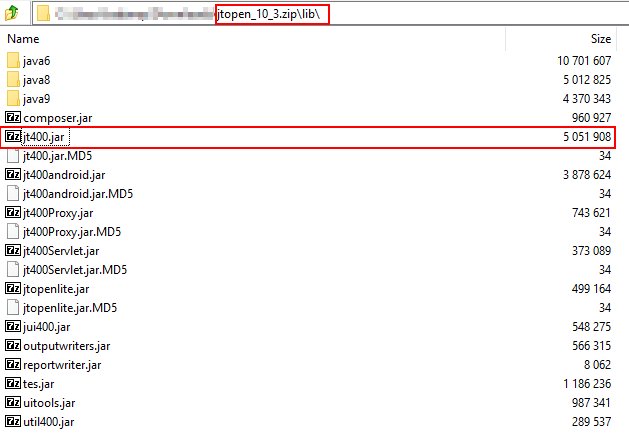 jtopen_10_3.zip\lib\
Name Size
java6 10 701 607
java8 5 012 825
java9 4 370 343
composer.jar 960 927
jt400.jar 5 051 908
jt400.jar.MD5 34
jt400android.jar 3 878 624
jt400android.jar.MD5 34
jt400Proxy.jar 743 621
jt400Proxy.jar.MD5 34
jt400Servlet.jar 373 089
jt400Servlet.jar.MD5 34
jtopenlite.jar 499 164
jtopenlite.jar.MD5 34
jui400.jar 548 275
outputwriters.jar 566 315
reportwriter.jar 8 062
tes.jar 1 186 236
uitools.jar 987 341
util400.jar 289 537